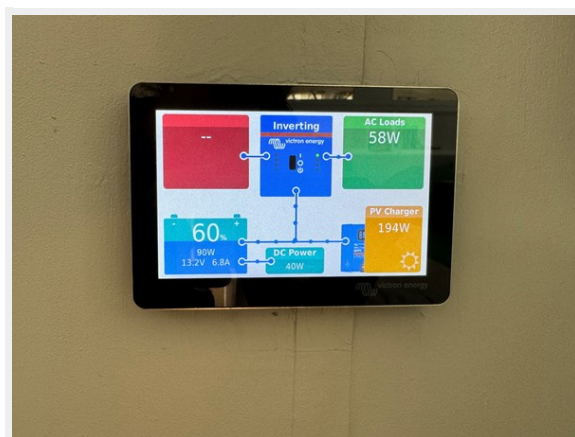 --
Inverting
victron energy
AC Loads
58W
- +
60%
90W
13.2V 6.8A
DC Power
40W
PV Charger
194W
victron energy